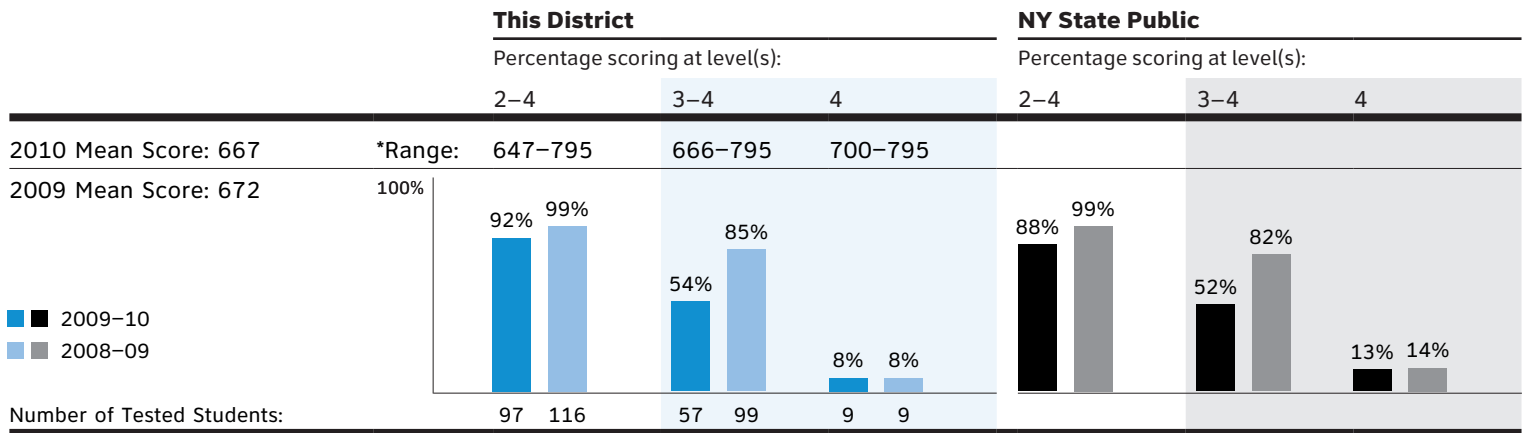 This District NY State Public
Percentage scoring at level(s): Percentage scoring at level(s):
2–4 3–4 4 2–4 3–4 4
2010 Mean Score: 667 *Range: 647–795 666–795 700–795
2009 Mean Score: 672 100%
92% 99% 54% 85% 8% 8% 88% 99% 52% 82% 13% 14%
2009–10
2008–09
Number of Tested Students: 97 116 57 99 9 9